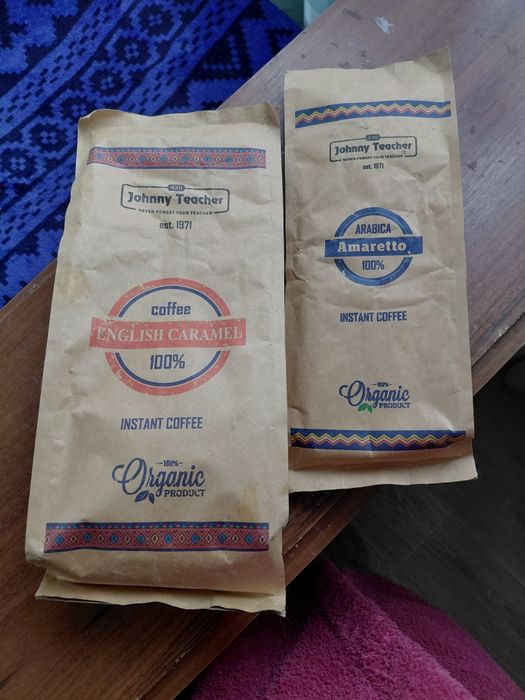 420
Johnny Teacher
NEVER FORGET YOUR TEACHER
est. 1971
coffee
ENGLISH CARAMEL
100%
INSTANT COFFEE
100%
Organic
PRODUCT
420
Johnny Teacher
NEVER FORGET YOUR TEACHER
est. 1971
ARABICA
Amaretto
100%
INSTANT COFFEE
100%
Organic
PRODUCT